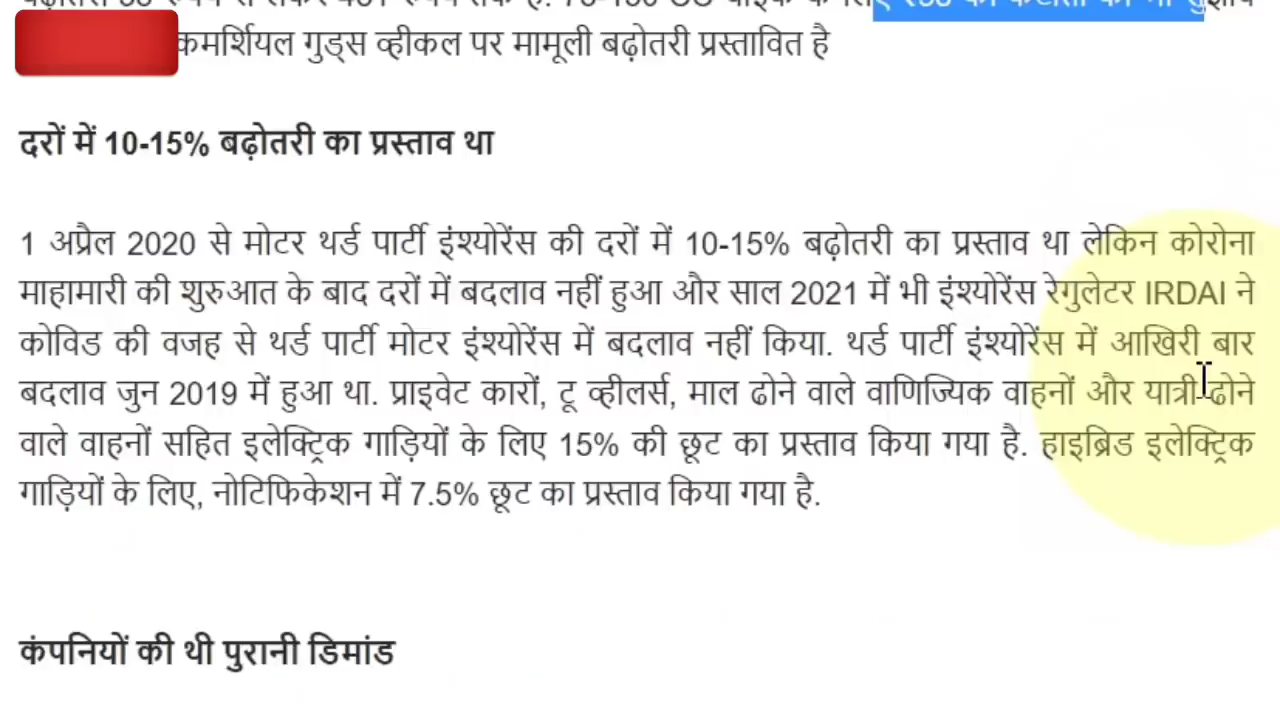 कमर्शियल गुड्स व्हीकल पर मामूली बढ़ोतरी प्रस्तावित है
दरों में 10-15% बढ़ोतरी का प्रस्ताव था
1 अप्रैल 2020 से मोटर थर्ड पार्टी इंश्योरेंस की दरों में 10-15% बढ़ोतरी का प्रस्ताव था लेकिन कोरोना
माहामारी की शुरुआत के बाद दरों में बदलाव नहीं हुआ और साल 2021 में भी इंश्योरेंस रेगुलेटर IRDAI ने
कोविड की वजह से थर्ड पार्टी मोटर इंश्योरेंस में बदलाव नहीं किया. थर्ड पार्टी इंश्योरेंस में आखिरी बार
बदलाव जुन 2019 में हुआ था. प्राइवेट कारों, टू व्हीलर्स, माल ढोने वाले वाणिज्यिक वाहनों और यात्री ढोने
वाले वाहनों सहित इलेक्ट्रिक गाड़ियों के लिए 15% की छूट का प्रस्ताव किया गया है. हाइब्रिड इलेक्ट्रिक
गाड़ियों के लिए, नोटिफिकेशन में 7.5% छूट का प्रस्ताव किया गया है.
कंपनियों की थी पुरानी डिमांड